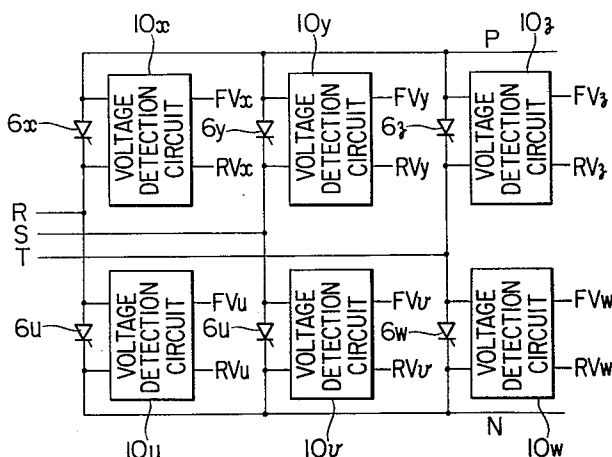 10x 10y 10z
P
VOLTAGE DETECTION CIRCUIT
VOLTAGE DETECTION CIRCUIT
VOLTAGE DETECTION CIRCUIT
FVx FVy FVz
6x 6y 6z
RVx RVy RVz
R
S
T
VOLTAGE DETECTION CIRCUIT
VOLTAGE DETECTION CIRCUIT
VOLTAGE DETECTION CIRCUIT
FVu FVv FVw
6u 6u 6w
RVu RVv RVw
N
10u 10v 10w